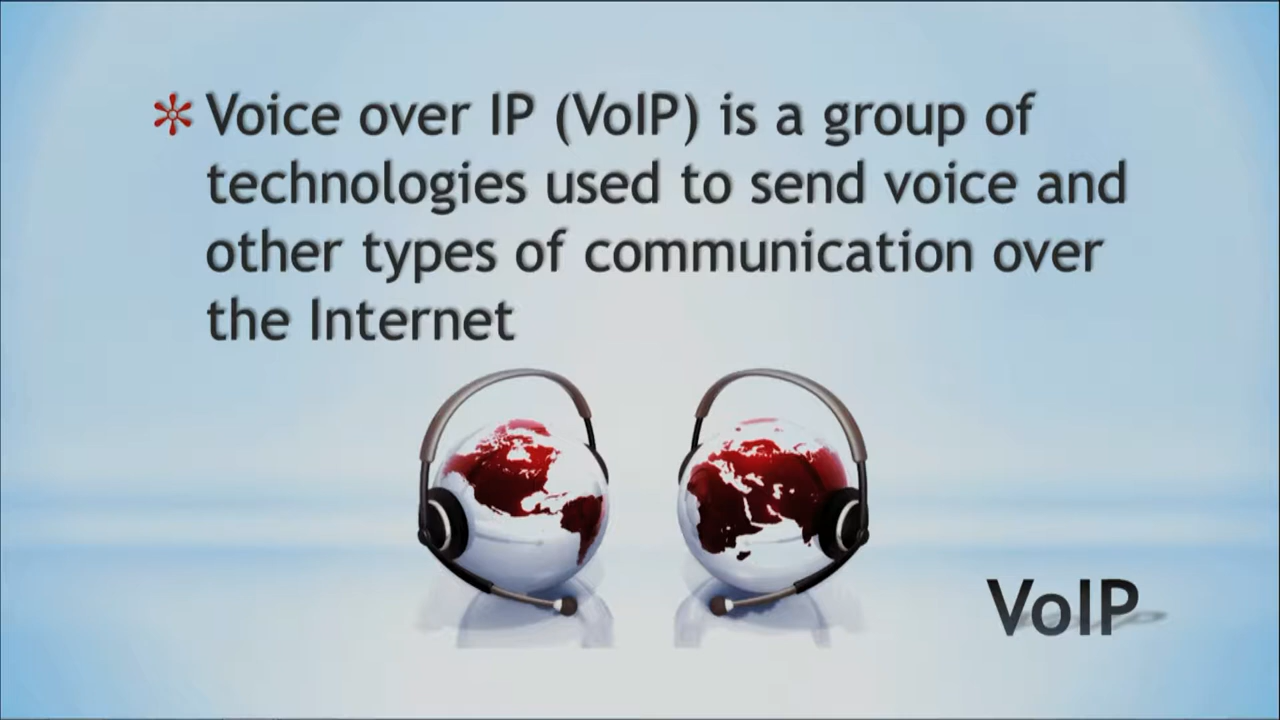 Voice over IP (VoIP) is a group of
technologies used to send voice and
other types of communication over
the Internet
VoIP